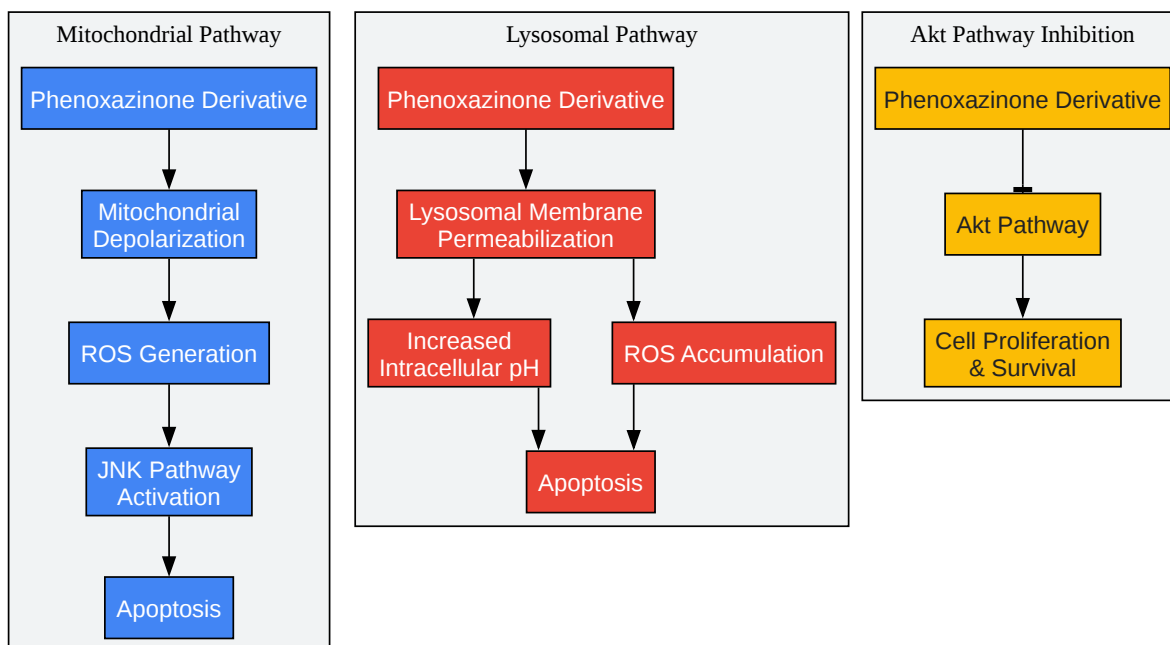 Mitochondrial Pathway
Phenoxazinone Derivative
Mitochondrial
Depolarization
ROS Generation
JNK Pathway
Activation
Apoptosis
Lysosomal Pathway
Phenoxazinone Derivative
Lysosomal Membrane
Permeabilization
Increased
Intracellular pH
ROS Accumulation
Apoptosis
Akt Pathway Inhibition
Phenoxazinone Derivative
Akt Pathway
Cell Proliferation
& Survival